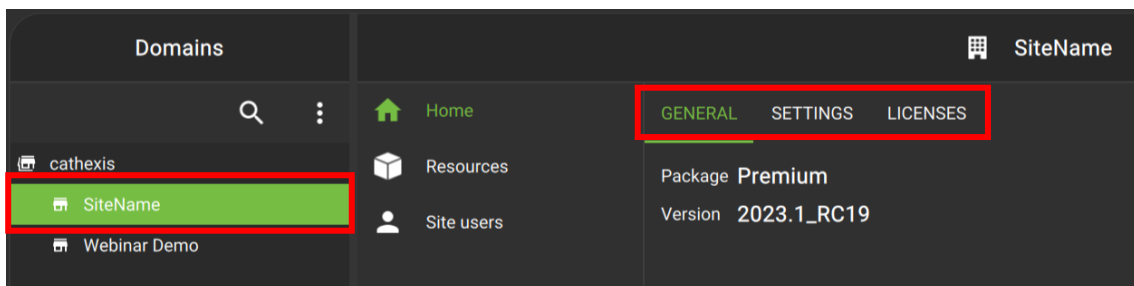 Domains
SiteName
Home
GENERAL SETTINGS LICENSES
cathexis
Resources
Package Premium
SiteName
Site users
Version 2023.1_RC19
Webinar Demo